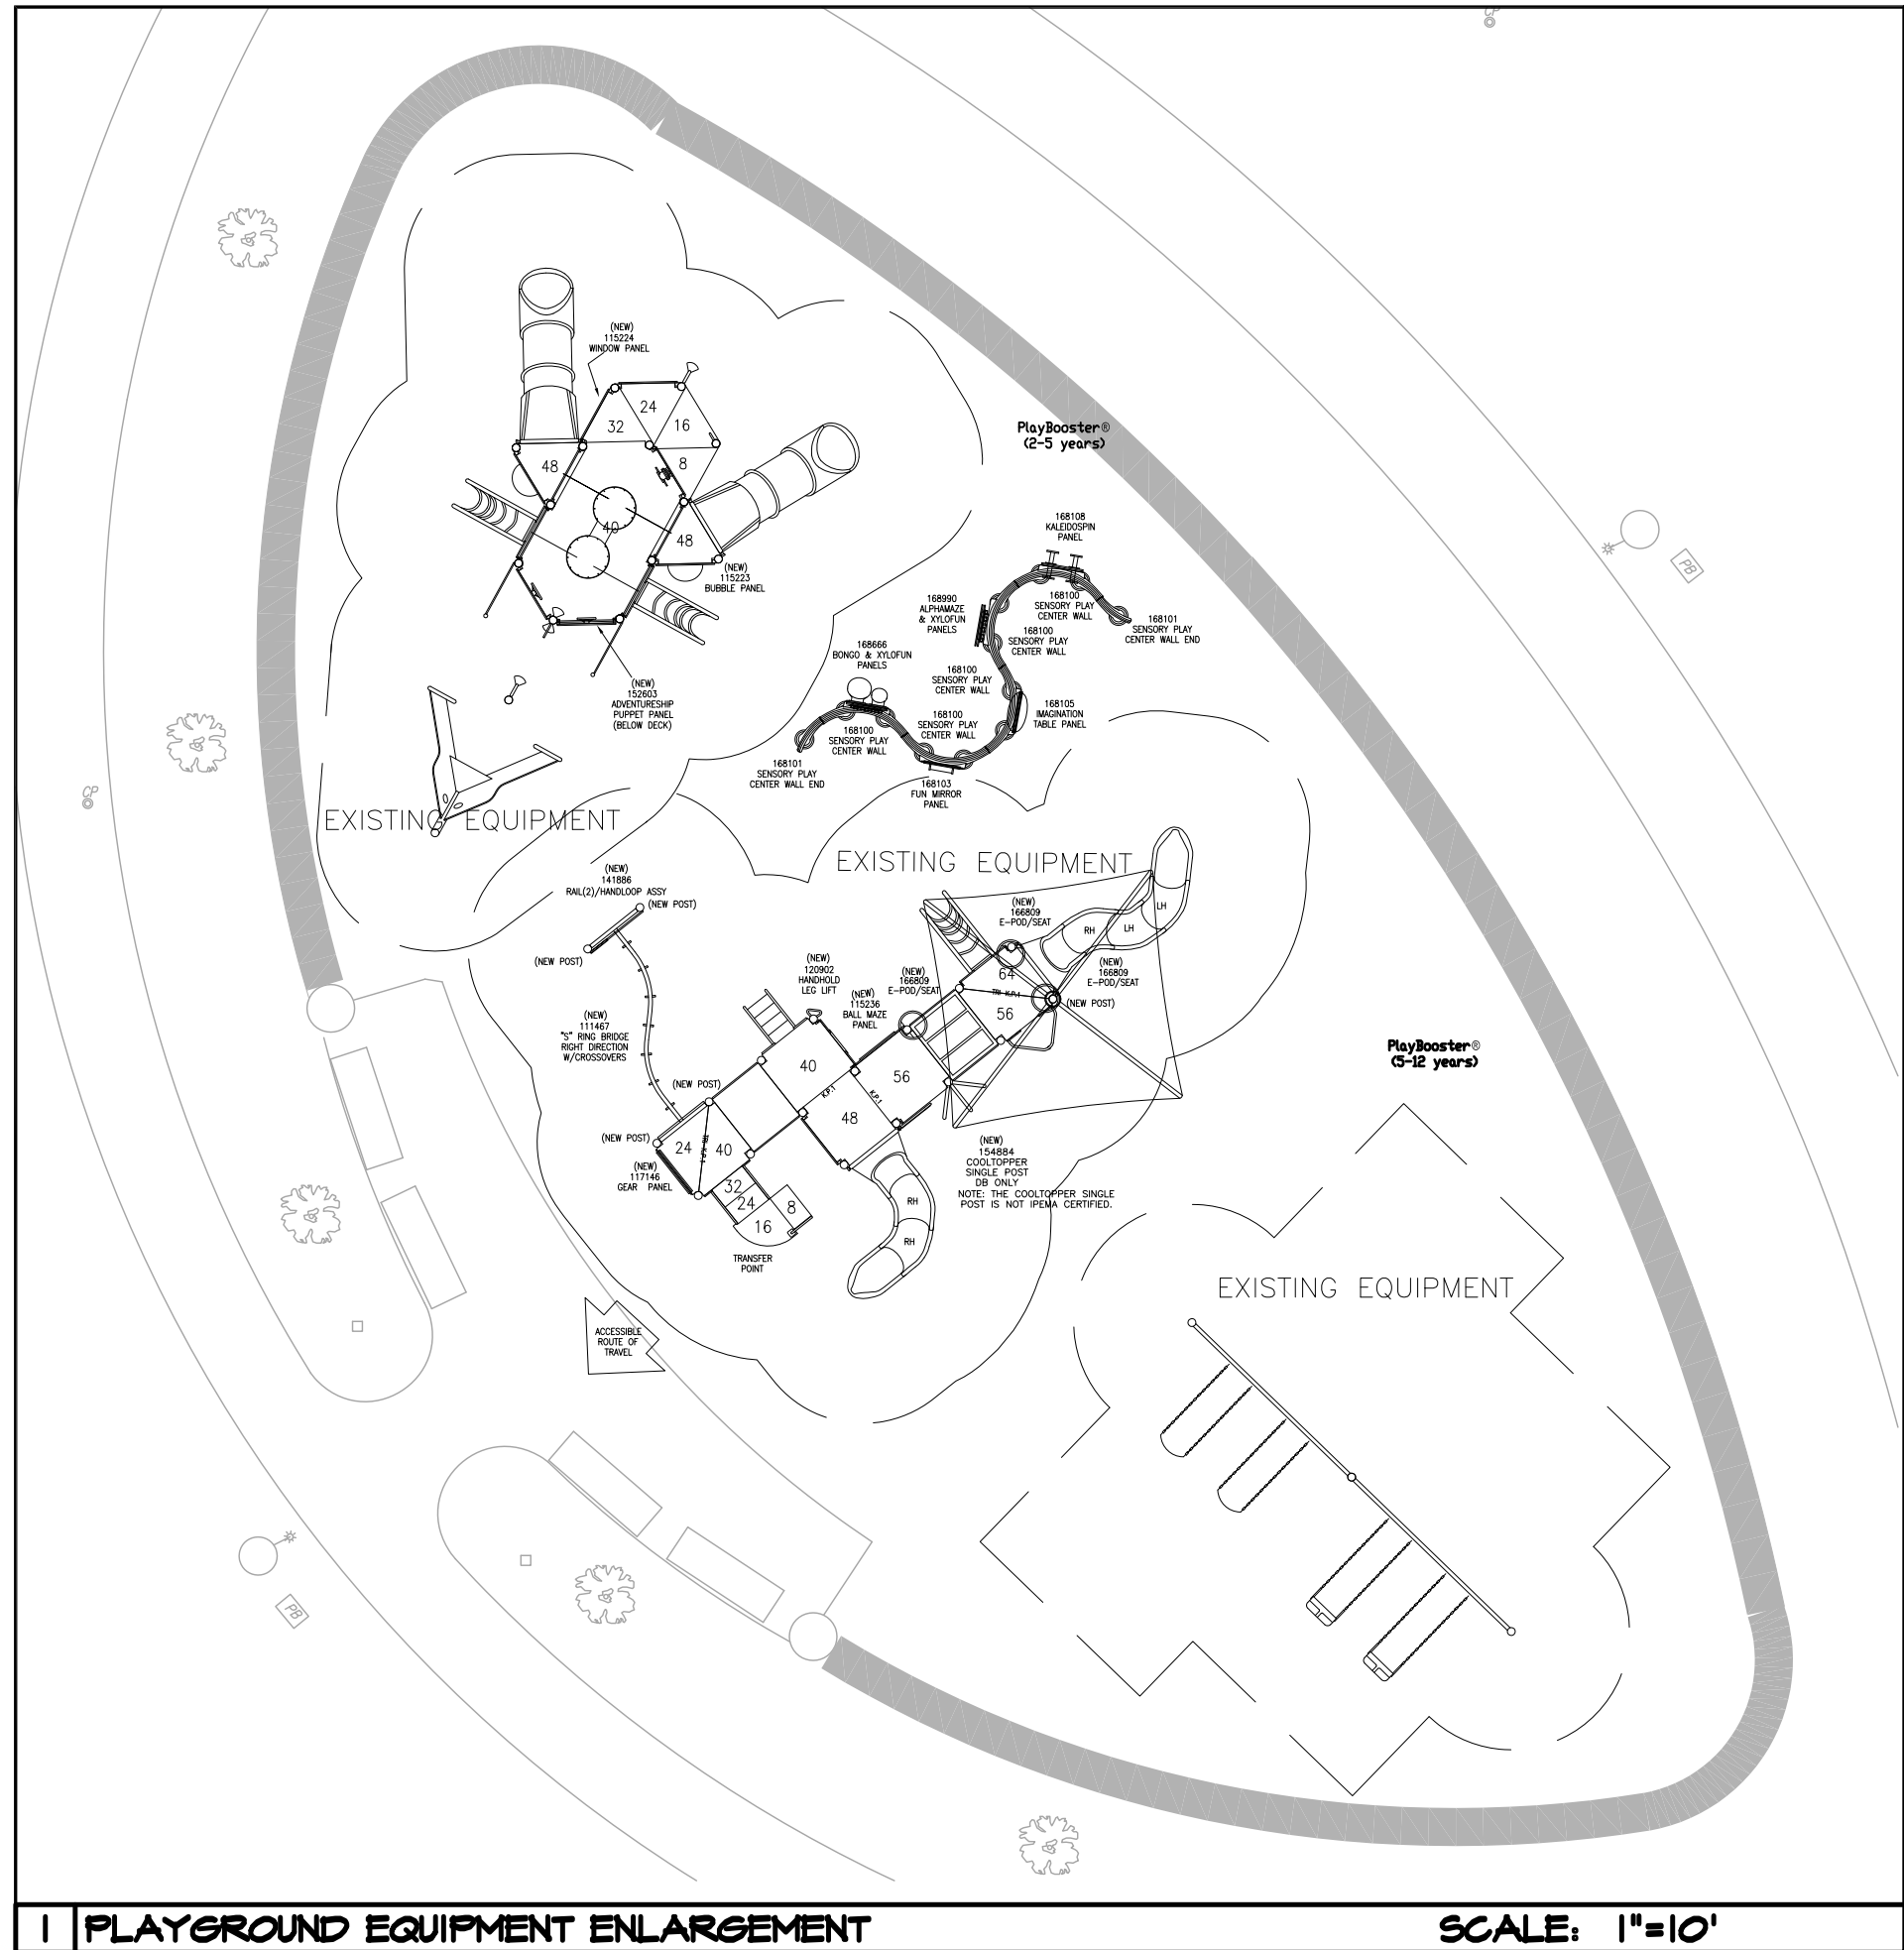 CP
(NEW)
115224
WINDOW PANEL
24
32
16
48
8
40
48
(NEW)
115223
BUBBLE PANEL
(NEW)
152603
ADVENTURESHIP
PUPPET PANEL
(BELOW DECK)
PlayBooster®
(2-5 years)
168108
KALEIDOSPIN
PANEL
168990
ALPHAMAZE
& XYLOFUN
PANELS
168100
SENSORY PLAY
CENTER WALL
168101
SENSORY PLAY
CENTER WALL END
168100
SENSORY PLAY
CENTER WALL
168666
BONGO & XYLOFUN
PANELS
168100
SENSORY PLAY
CENTER WALL
168105
IMAGINATION
TABLE PANEL
168100
SENSORY PLAY
CENTER WALL
168100
SENSORY PLAY
CENTER WALL
168101
SENSORY PLAY
CENTER WALL END
168103
FUN MIRROR
PANEL
PB
CP
EXISTING EQUIPMENT
EXISTING EQUIPMENT
(NEW)
141886
RAIL(2)/HANDLOOP ASSY
(NEW POST)
(NEW POST)
(NEW)
166809
E-POD/SEAT
LH
LH
RH
(NEW)
120902
HANDHOLD
LEG LIFT
(NEW)
166809
E-POD/SEAT
(NEW)
166809
E-POD/SEAT
64
TRI K.P.1
56
(NEW POST)
(NEW)
115236
BALL MAZE
PANEL
(NEW)
111467
"S" RING BRIDGE
RIGHT DIRECTION
W/CROSSOVERS
40
56
K.P.1
K.P.1
48
(NEW POST)
(NEW POST)
24
TRI K.P.1
40
(NEW)
117146
GEAR PANEL
32
24
16
8
TRANSFER
POINT
RH
RH
(NEW)
154884
COOLTOPPER
SINGLE POST
DB ONLY
NOTE: THE COOLTOPPER SINGLE
POST IS NOT IPEMA CERTIFIED.
PlayBooster®
(5-12 years)
EXISTING EQUIPMENT
ACCESSIBLE
ROUTE OF
TRAVEL
PB
1 PLAYGROUND EQUIPMENT ENLARGEMENT SCALE: 1"=10'